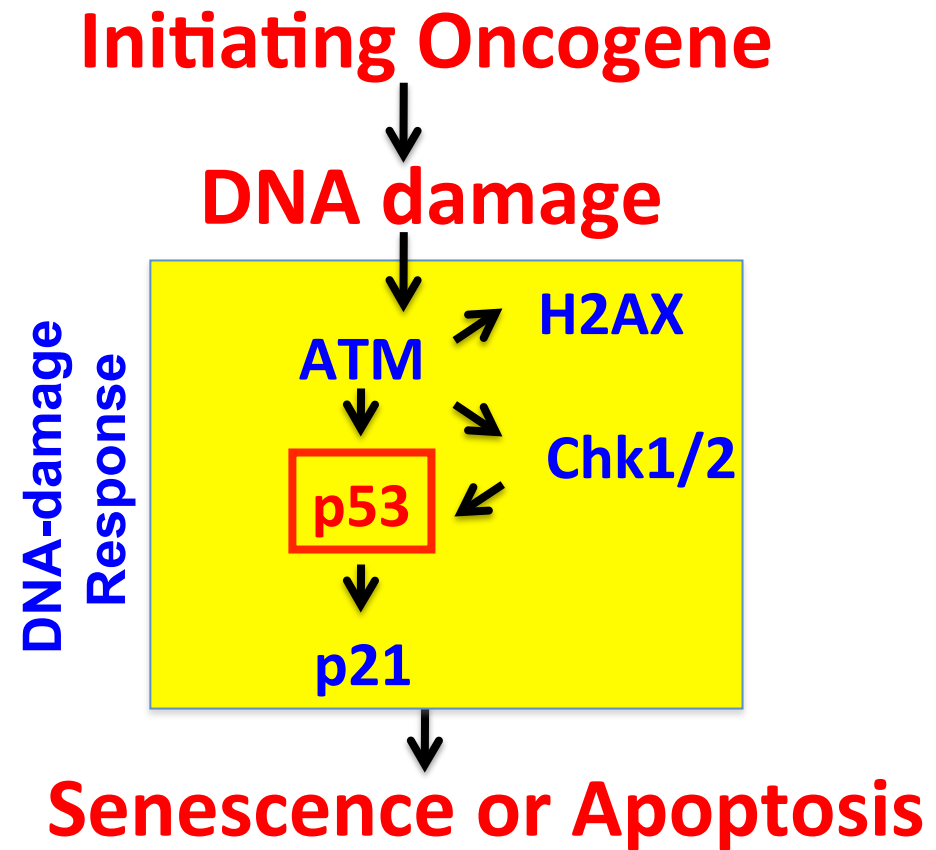 Initiating Oncogene
DNA damage
DNA-damage
Response
ATM
H2AX
Chk1/2
p53
p21
Senescence or Apoptosis